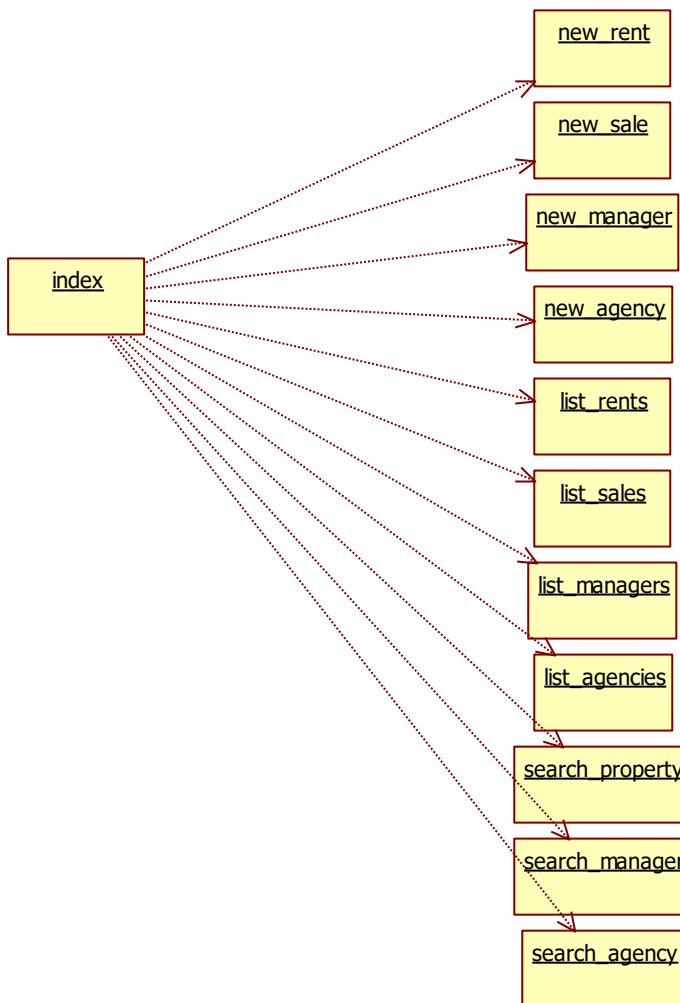 new_rent
new_sale
new_manager
index
new_agency
list_rents
list_sales
list_managers
list_agencies
search_property
search_manager
search_agency